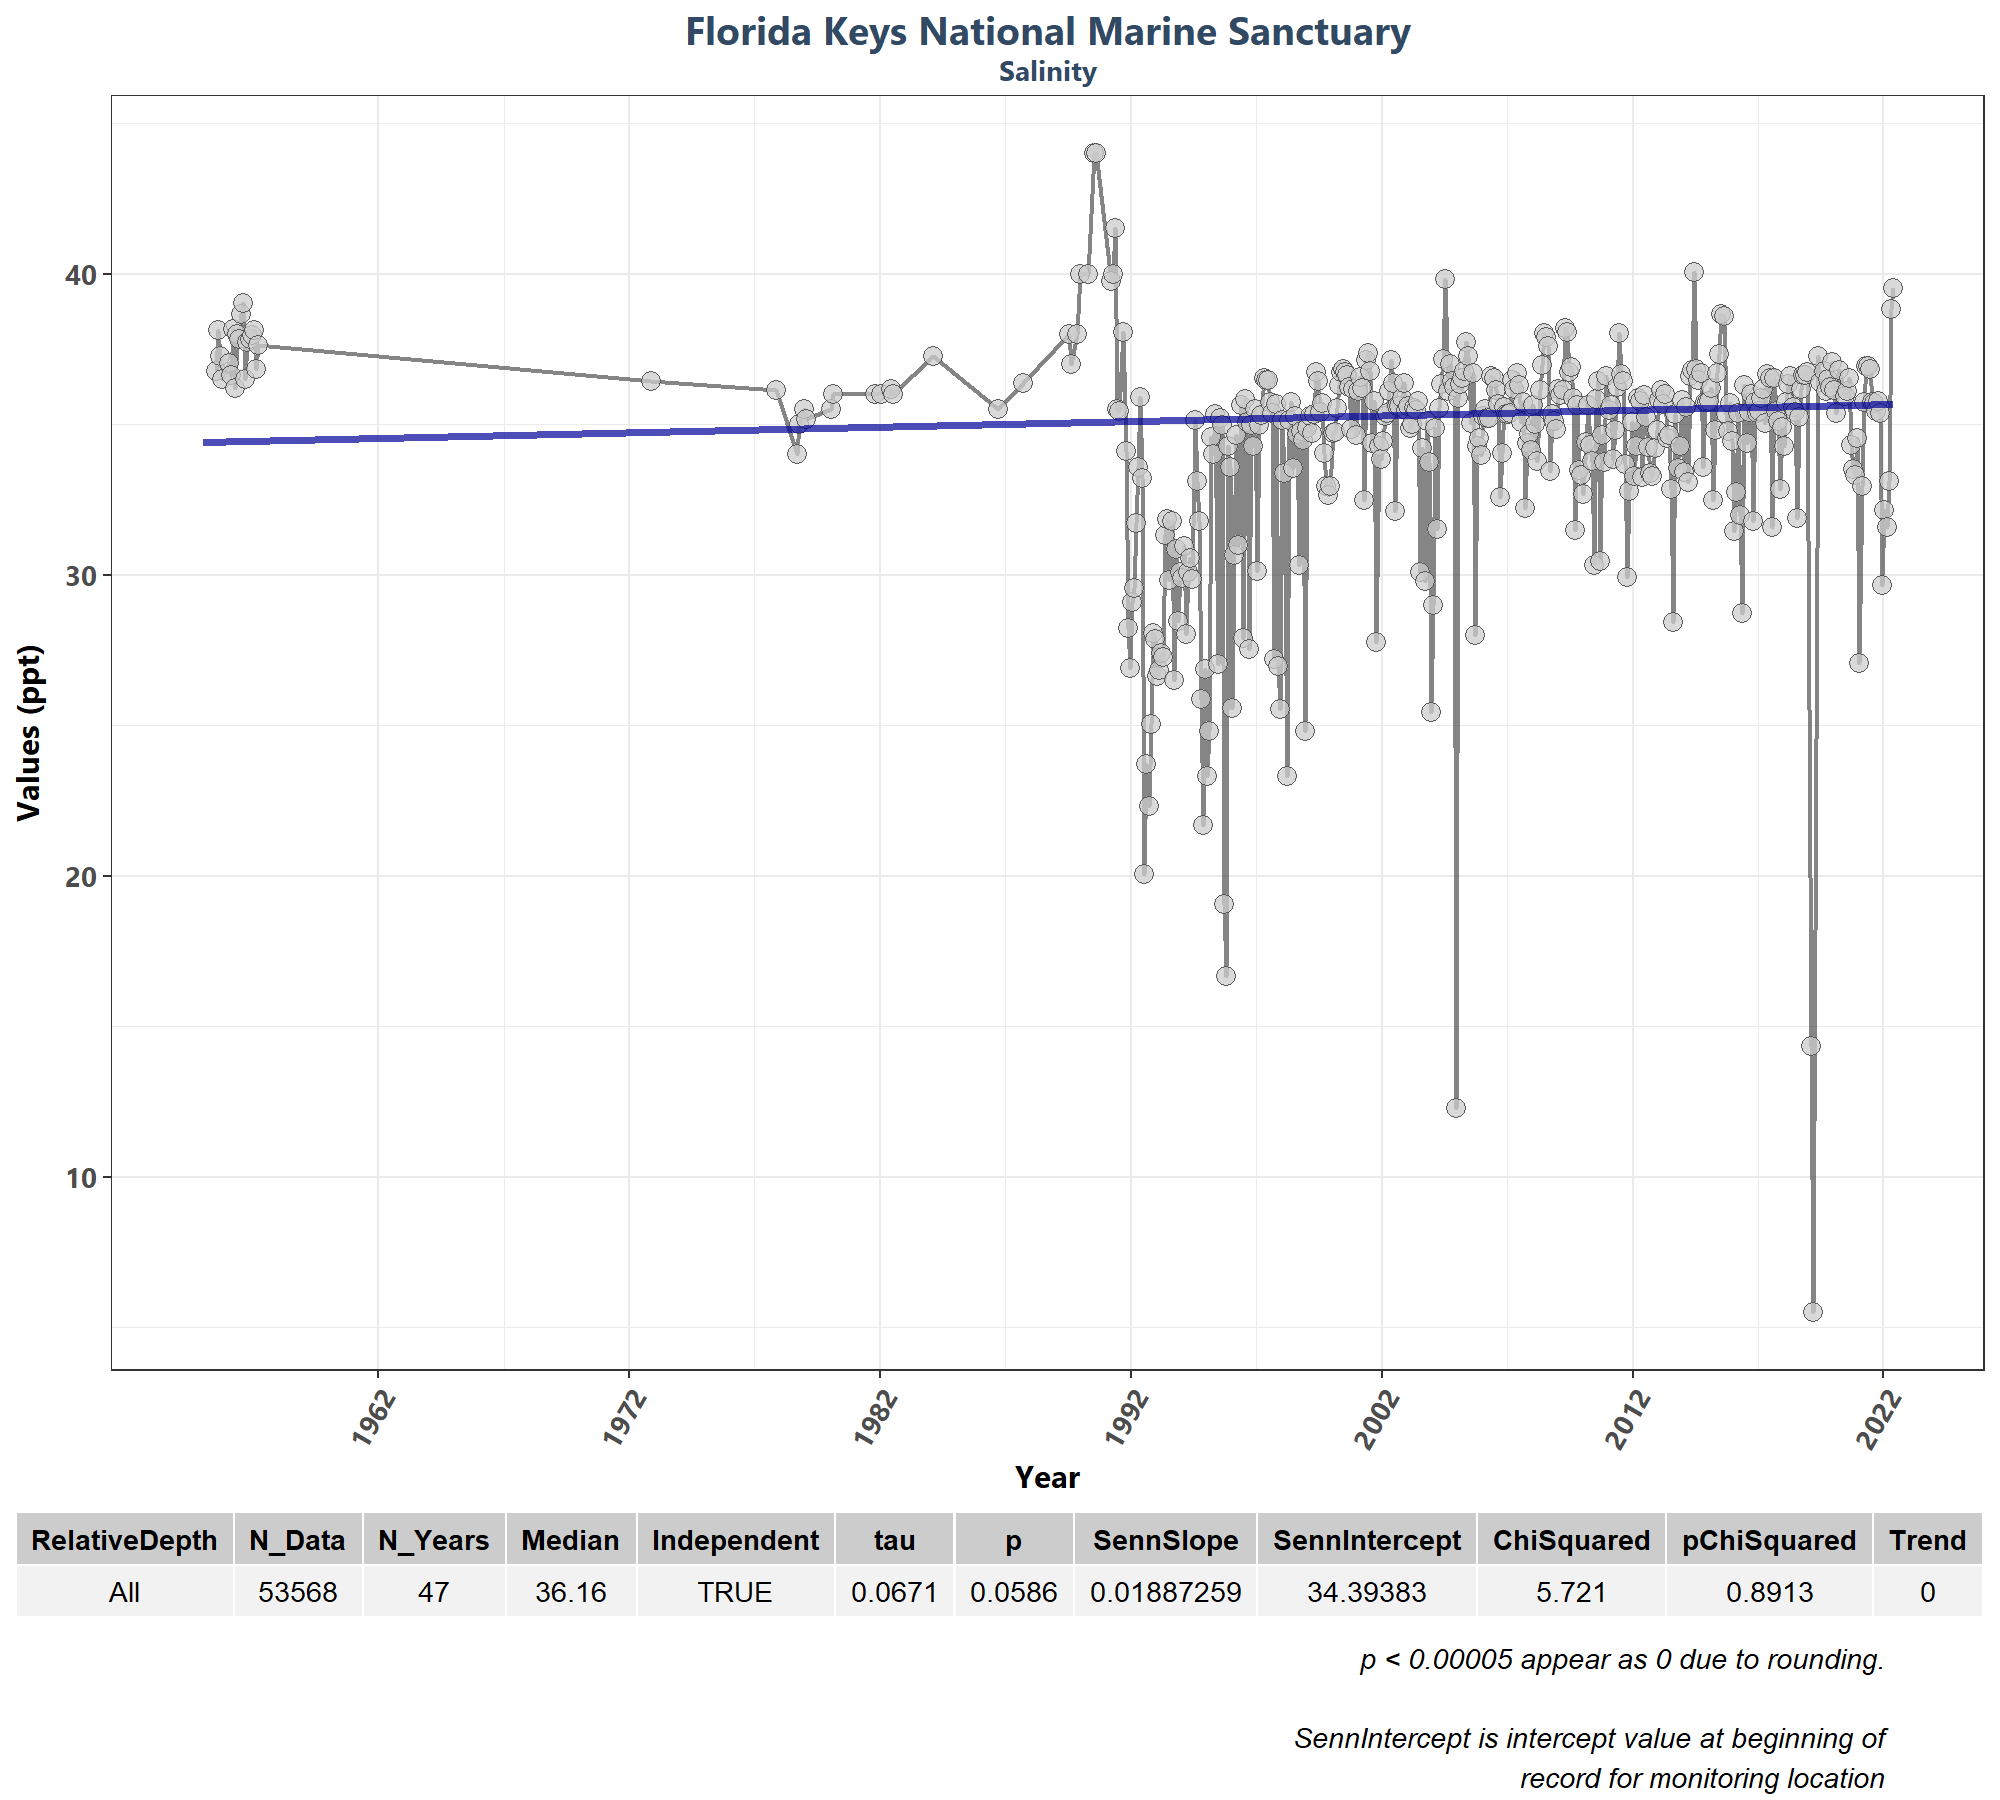 Florida Keys National Marine Sanctuary
Salinity
Values (ppt)
40
30
20
10
1962 1972 1982 1992 2002 2012 2022
Year
RelativeDepth N_Data N_Years Median Independent tau p SennSlope SennIntercept ChiSquared pChiSquared Trend
All 53568 47 36.16 TRUE 0.0671 0.0586 0.01887259 34.39383 5.721 0.8913 0
p < 0.00005 appear as 0 due to rounding.
SennIntercept is intercept value at beginning of
record for monitoring location